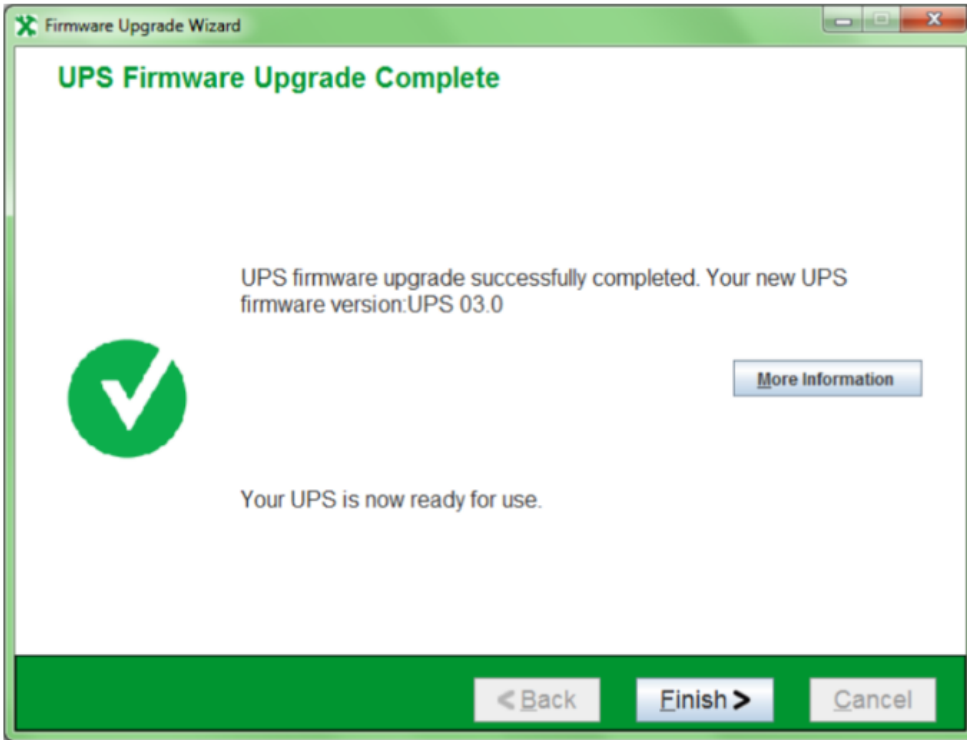 Firmware Upgrade Wizard
UPS Firmware Upgrade Complete
UPS firmware upgrade successfully completed. Your new UPS
firmware version:UPS 03.0
More Information
Your UPS is now ready for use.
< Back Finish > Cancel